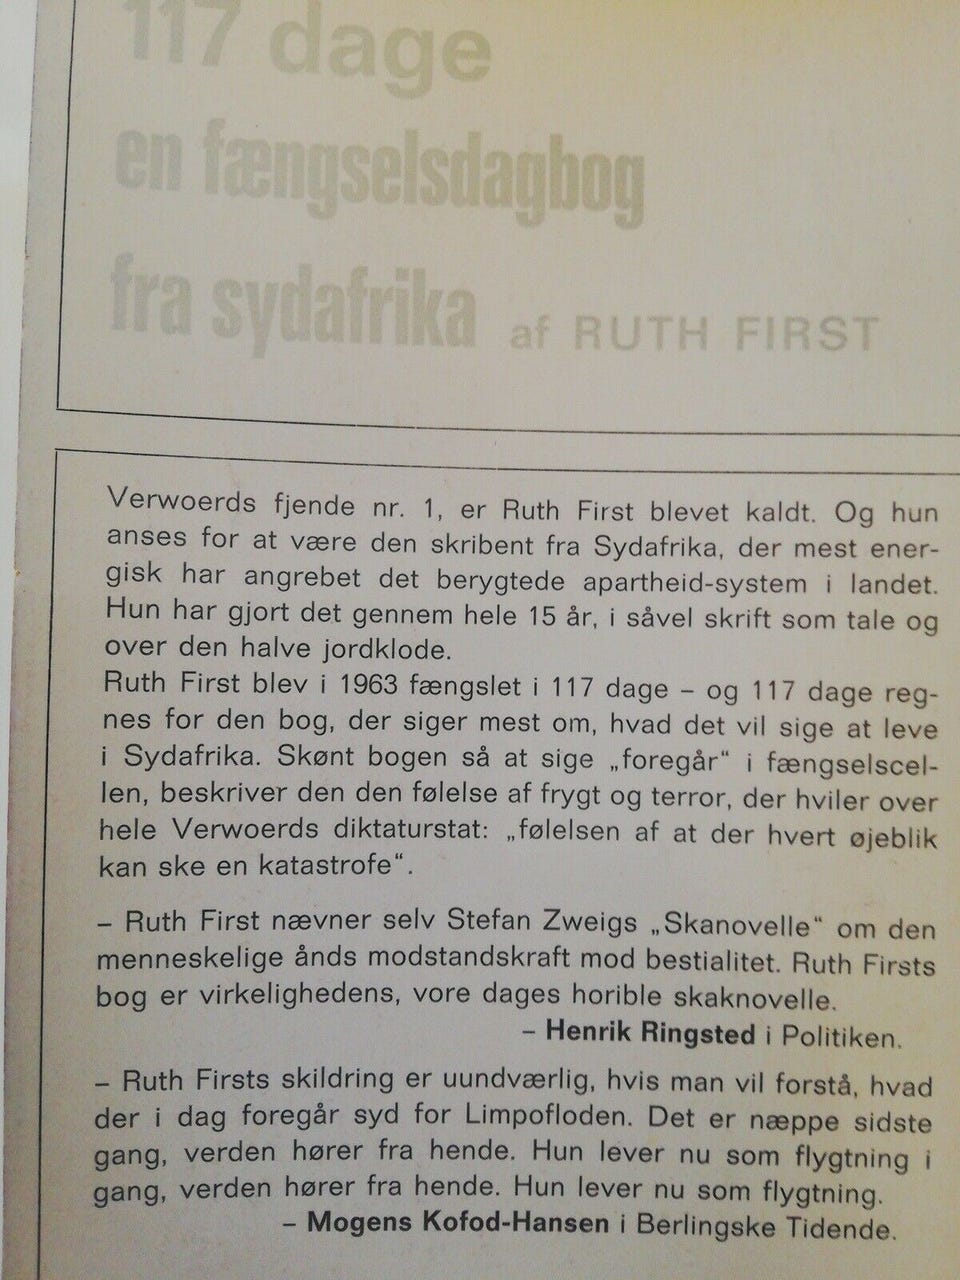 117 dage
en fængselsdagbog
fra sydafrika af RUTH FIRST
Verwoerds fjende nr. 1, er Ruth First blevet kaldt. Og hun
anses for at være den skribent fra Sydafrika, der mest ener-
gisk har angrebet det berygtede apartheid-system i landet.
Hun har gjort det gennem hele 15 år, i såvel skrift som tale og
over den halve jordklode.
Ruth First blev i 1963 fængslet i 117 dage – og 117 dage reg-
nes for den bog, der siger mest om, hvad det vil sige at leve
i Sydafrika. Skønt bogen så at sige „foregår“ i fængselscel-
len, beskriver den den følelse af frygt og terror, der hviler over
hele Verwoerds diktaturstat: „følelsen af at der hvert øjeblik
kan ske en katastrofe“.
– Ruth First nævner selv Stefan Zweigs „Skanovelle“ om den
menneskelige ånds modstandskraft mod bestialitet. Ruth Firsts
bog er virkelighedens, vore dages horible skaknovelle.
– Henrik Ringsted i Politiken.
– Ruth Firsts skildring er uundværlig, hvis man vil forstå, hvad
der i dag foregår syd for Limpofloden. Det er næppe sidste
gang, verden hører fra hende. Hun lever nu som flygtning i
gang, verden hører fra hende. Hun lever nu som flygtning.
– Mogens Kofod-Hansen i Berlingske Tidende.